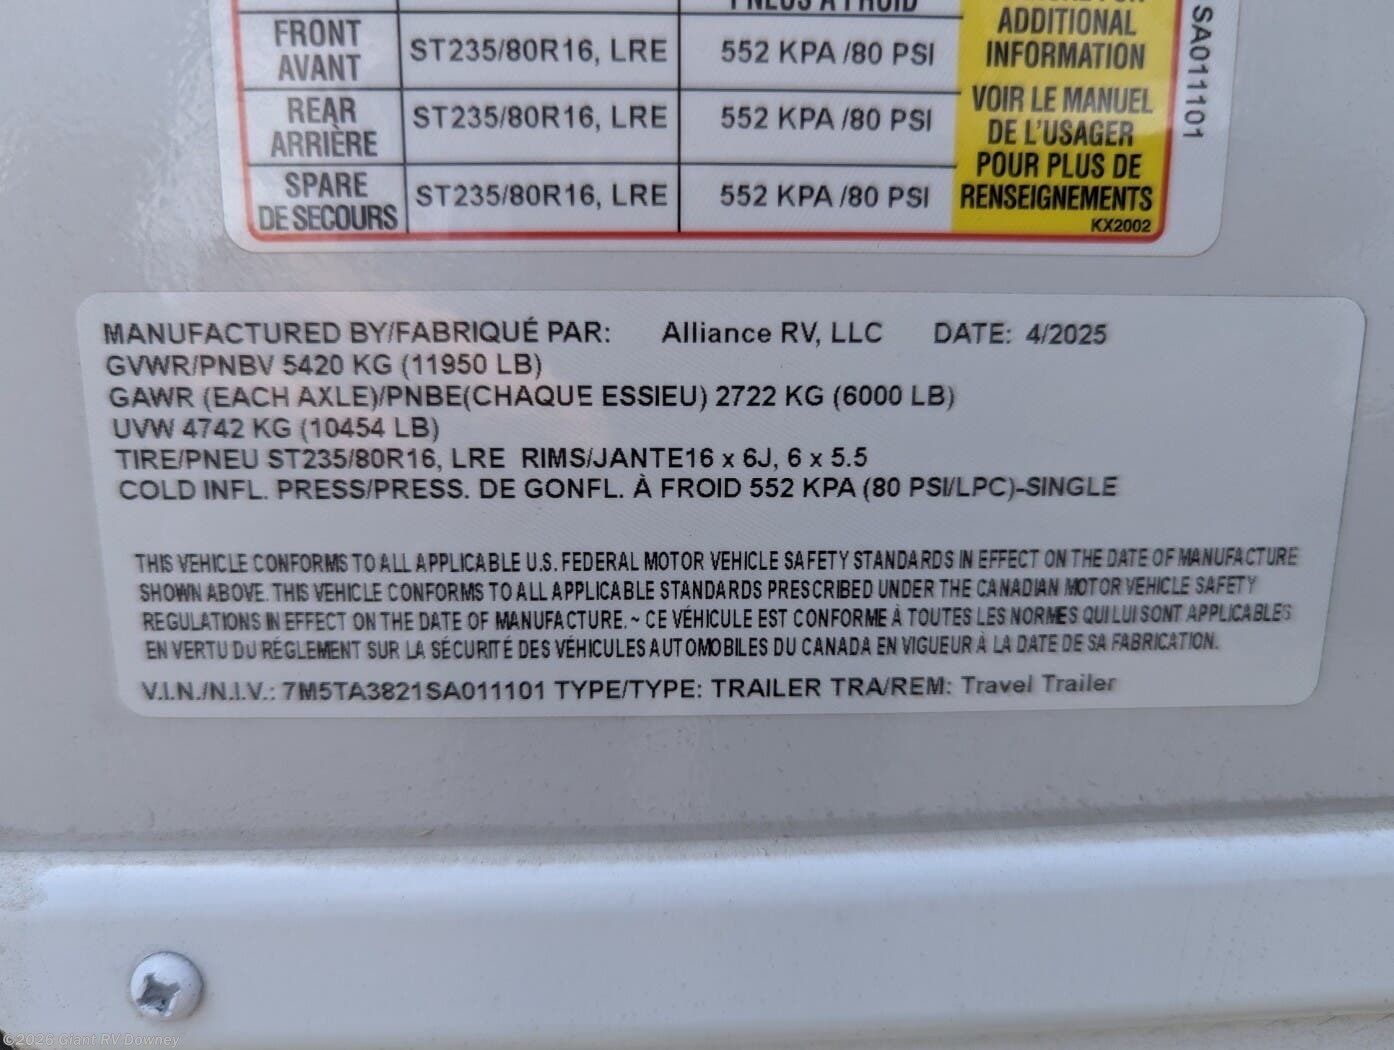 PNEUS À FROID
ADDITIONAL
INFORMATION
FRONT
AVANT
ST235/80R16, LRE
552 KPA /80 PSI
REAR
ARRIÈRE
ST235/80R16, LRE
552 KPA /80 PSI
SPARE
DE SECOURS
ST235/80R16, LRE
552 KPA /80 PSI
VOIR LE MANUEL
DE L'USAGER
POUR PLUS DE
RENSEIGNEMENTS
KX2002
SA011101
MANUFACTURED BY/FABRIQUÉ PAR: Alliance RV, LLC DATE: 4/2025
GVWR/PNBV 5420 KG (11950 LB)
GAWR (EACH AXLE)/PNBE(CHAQUE ESSIEU) 2722 KG (6000 LB)
UVW 4742 KG (10454 LB)
TIRE/PNEU ST235/80R16, LRE RIMS/JANTE16 x 6J, 6 x 5.5
COLD INFL. PRESS/PRESS. DE GONFL. À FROID 552 KPA (80 PSI/LPC)-SINGLE
THIS VEHICLE CONFORMS TO ALL APPLICABLE U.S. FEDERAL MOTOR VEHICLE SAFETY STANDARDS IN EFFECT ON THE DATE OF MANUFACTURE
SHOWN ABOVE. THIS VEHICLE CONFORMS TO ALL APPLICABLE STANDARDS PRESCRIBED UNDER THE CANADIAN MOTOR VEHICLE SAFETY
REGULATIONS IN EFFECT ON THE DATE OF MANUFACTURE. ~ CE VÉHICULE EST CONFORME À TOUTES LES NORMES QUI LUI SONT APPLICABLES
EN VERTU DU RÉGLEMENT SUR LA SÉCURITÉ DES VÉHICULES AUTOMOBILES DU CANADA EN VIGUEUR À LA DATE DE SA FABRICATION.
V.I.N./N.I.V.: 7M5TA3821SA011101 TYPE/TYPE: TRAILER TRA/REM: Travel Trailer
©2025 Giant RV Downey